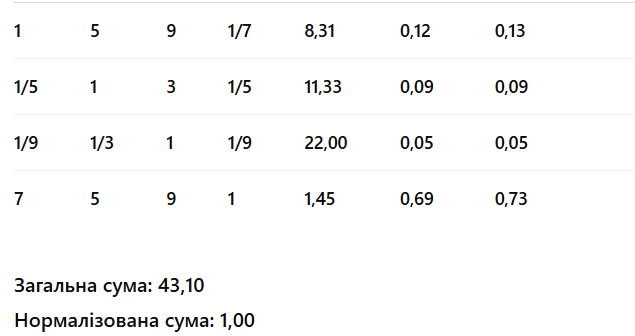 1 5 9 1/7 8,31 0,12 0,13
1/5 1 3 1/5 11,33 0,09 0,09
1/9 1/3 1 1/9 22,00 0,05 0,05
7 5 9 1 1,45 0,69 0,73
Загальна сума: 43,10
Нормалізована сума: 1,00